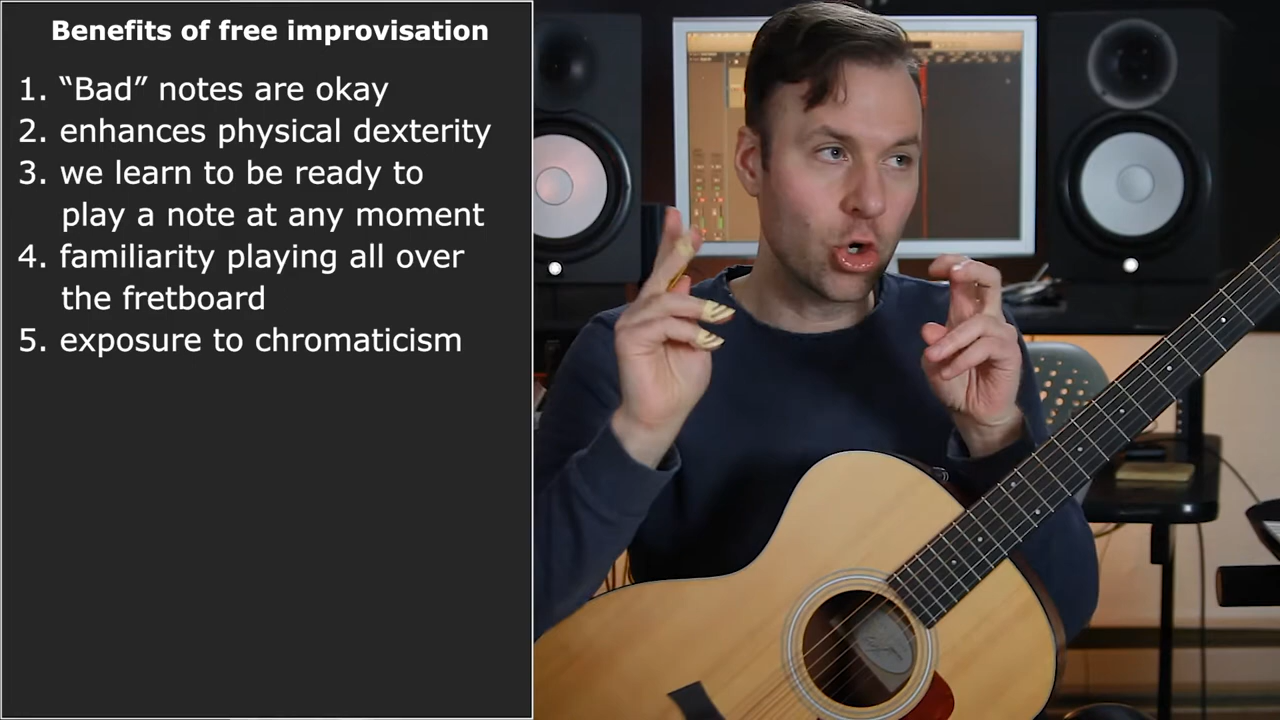 Benefits of free improvisation
1. “Bad” notes are okay
2. enhances physical dexterity
3. we learn to be ready to
play a note at any moment
4. familiarity playing all over
the fretboard
5. exposure to chromaticism